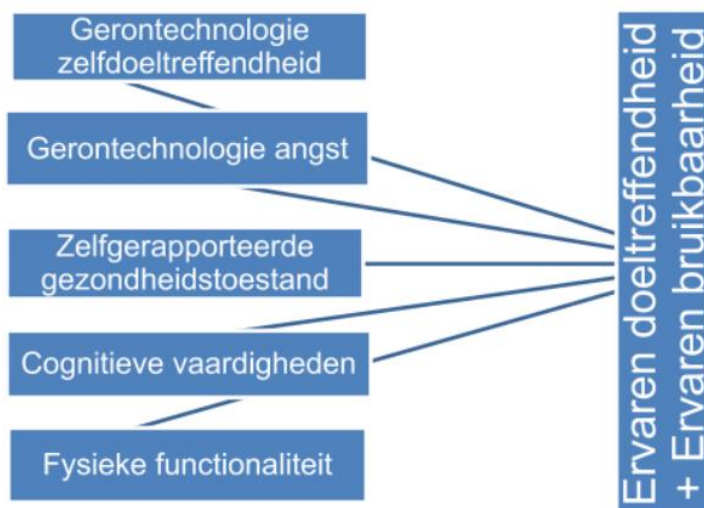 Gerontechnologie
zelfdoeltreffendheid
Gerontechnologie angst
Zelfgerapporteerde
gezondheidstoestand
Cognitieve vaardigheden
Fysieke functionaliteit
Ervaren doeltreffendheid
+ Ervaren bruikbaarheid